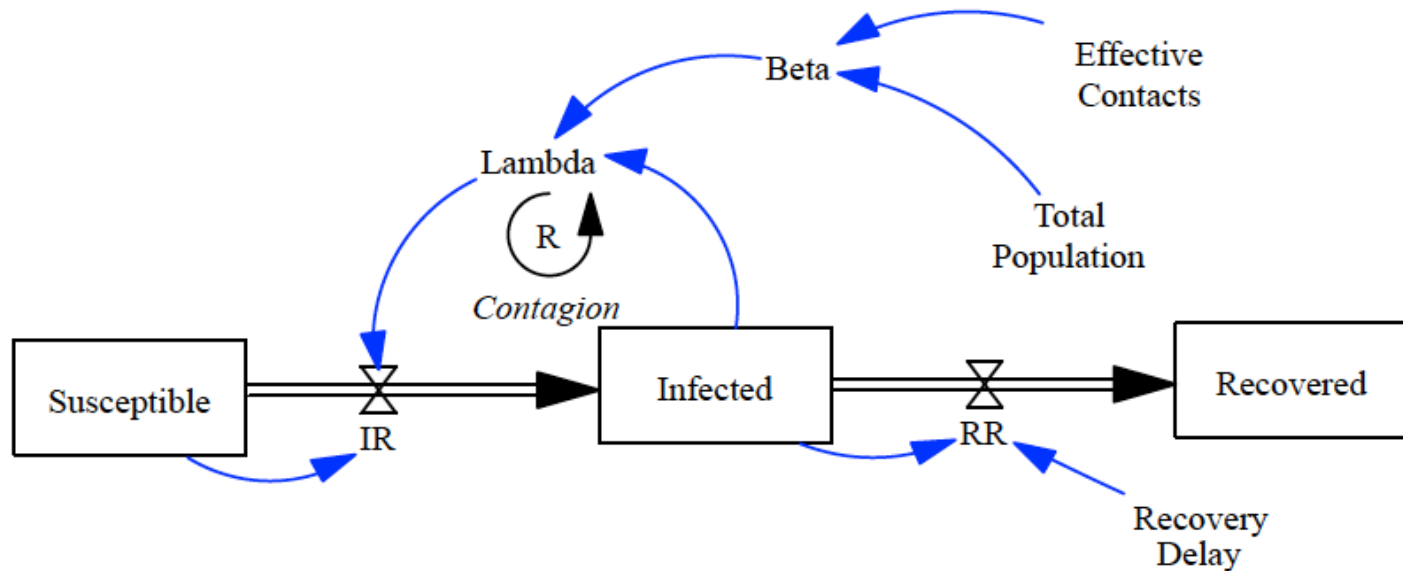 Effective
Contacts
Beta
Lambda
R
Contagion
Total
Population
Susceptible
IR
Infected
RR
Recovered
Recovery
Delay